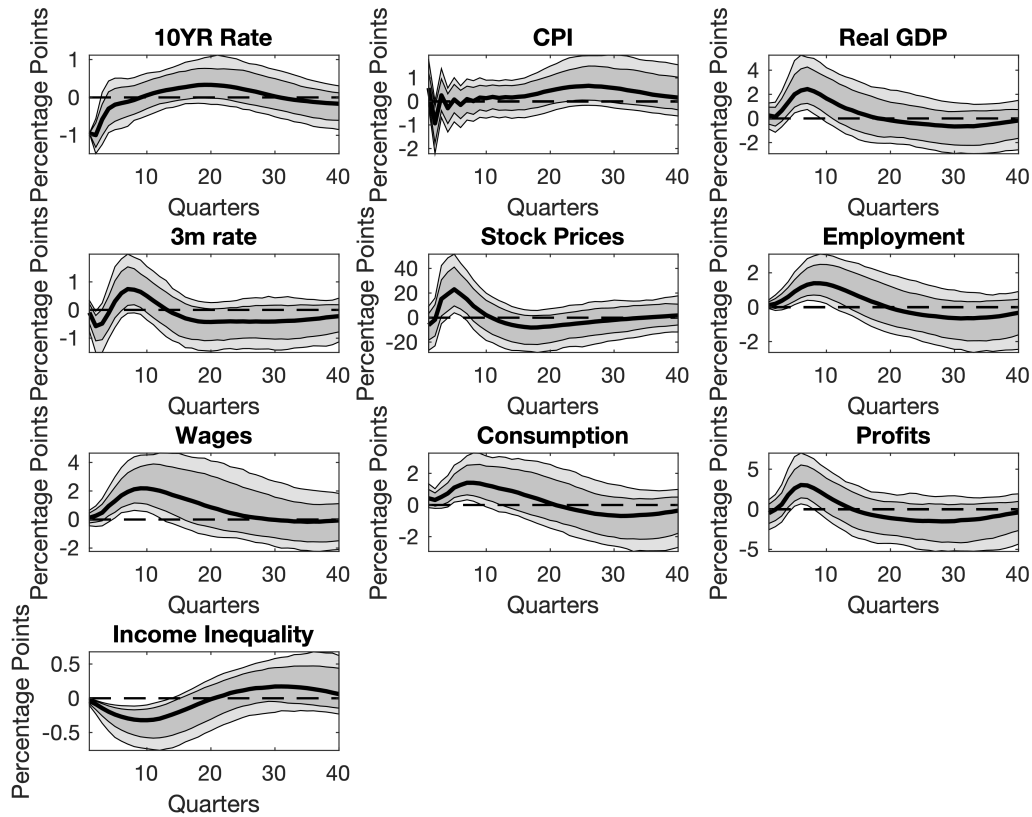 10YR Rate
Percentage Points
1
0
-1
10 20 30 40
Quarters
CPI
Percentage Points
1
0
-1
-2
10 20 30 40
Quarters
Real GDP
Percentage Points
4
2
0
-2
10 20 30 40
Quarters
3m rate
Percentage Points
1
0
-1
10 20 30 40
Quarters
Stock Prices
Percentage Points
40
20
0
-20
10 20 30 40
Quarters
Employment
Percentage Points
2
0
-2
10 20 30 40
Quarters
Wages
Percentage Points
4
2
0
-2
10 20 30 40
Quarters
Consumption
Percentage Points
2
0
-2
10 20 30 40
Quarters
Profits
Percentage Points
5
0
-5
10 20 30 40
Quarters
Income Inequality
Percentage Points
0.5
0
-0.5
10 20 30 40
Quarters